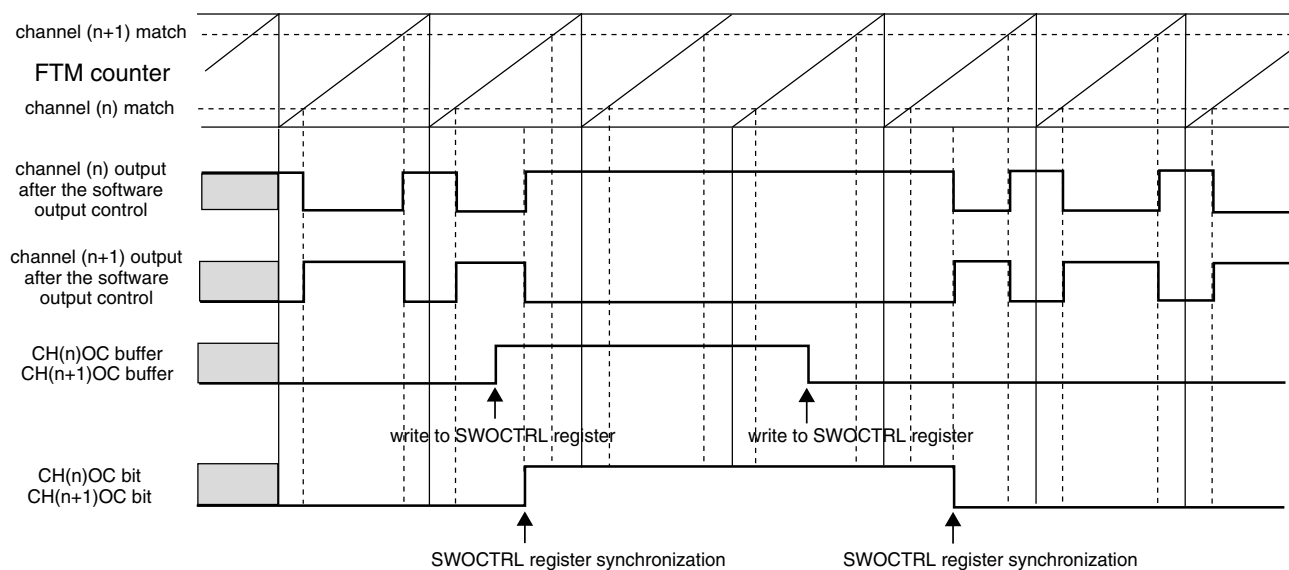 channel (n+1) match
FTM counter
channel (n) match
channel (n) output
after the software
output control
channel (n+1) output
after the software
output control
CH(n)OC buffer
CH(n+1)OC buffer
write to SWOCTRL register
write to SWOCTRL register
CH(n)OC bit
CH(n+1)OC bit
SWOCTRL register synchronization
SWOCTRL register synchronization